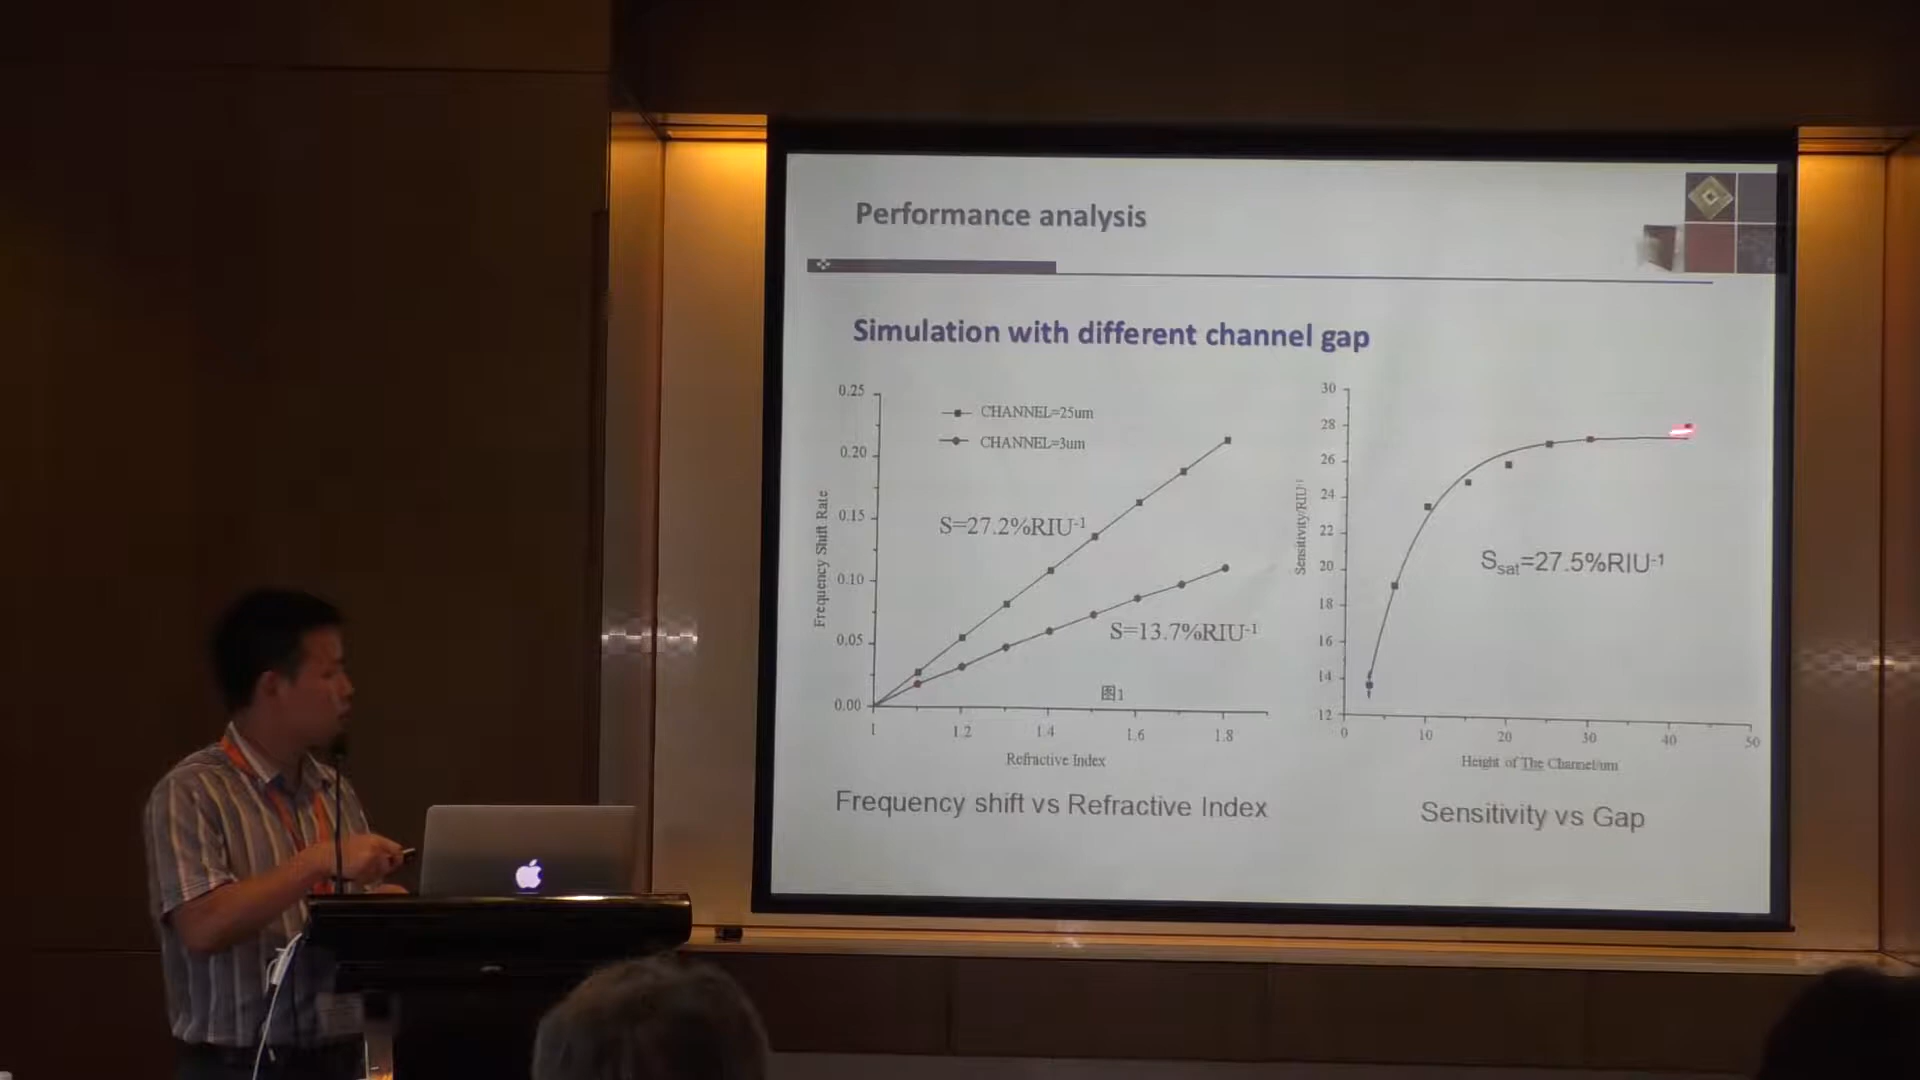 Performance analysis
Simulation with different channel gap
0.25
0.20
0.15
0.10
0.05
0.00
Frequency Shift Rate
CHANNEL=25um
CHANNEL=3um
S=27.2%RIU⁻¹
S=13.7%RIU⁻¹
图1
1 1.2 1.4 1.6 1.8
Refractive Index
Frequency shift vs Refractive Index
30
28
26
24
22
20
18
16
14
12
Sensitivity/RIU⁻¹
Ssat=27.5%RIU⁻¹
0 10 20 30 40 50
Height of The Channel/um
Sensitivity vs Gap